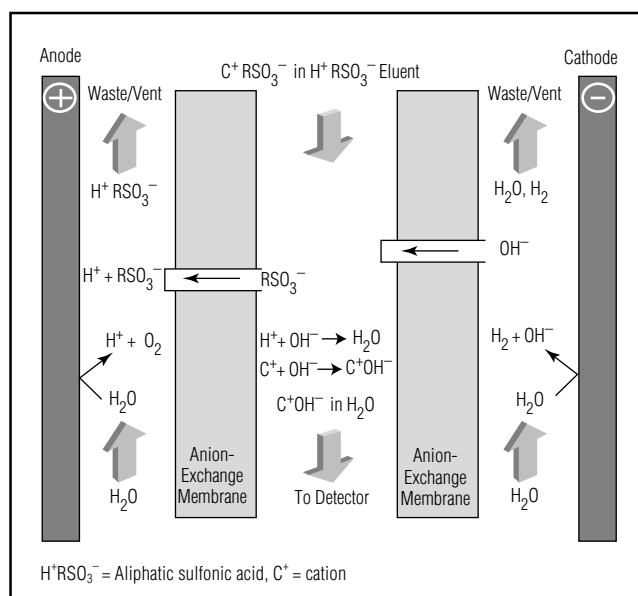 Anode
Cathode
C⁺ RSO₃⁻ in H⁺ RSO₃⁻ Eluent
+
−
Waste/Vent
Waste/Vent
H⁺ RSO₃⁻
H₂O, H₂
OH⁻
H⁺ + RSO₃⁻
RSO₃⁻
H⁺ + O₂
H⁺ + OH⁻ → H₂O
H₂ + OH⁻
C⁺ + OH⁻ → C⁺OH⁻
H₂O
C⁺OH⁻ in H₂O
H₂O
Anion-
Exchange
Membrane
Anion-
Exchange
Membrane
H₂O
To Detector
H₂O
H⁺RSO₃⁻ = Aliphatic sulfonic acid, C⁺ = cation